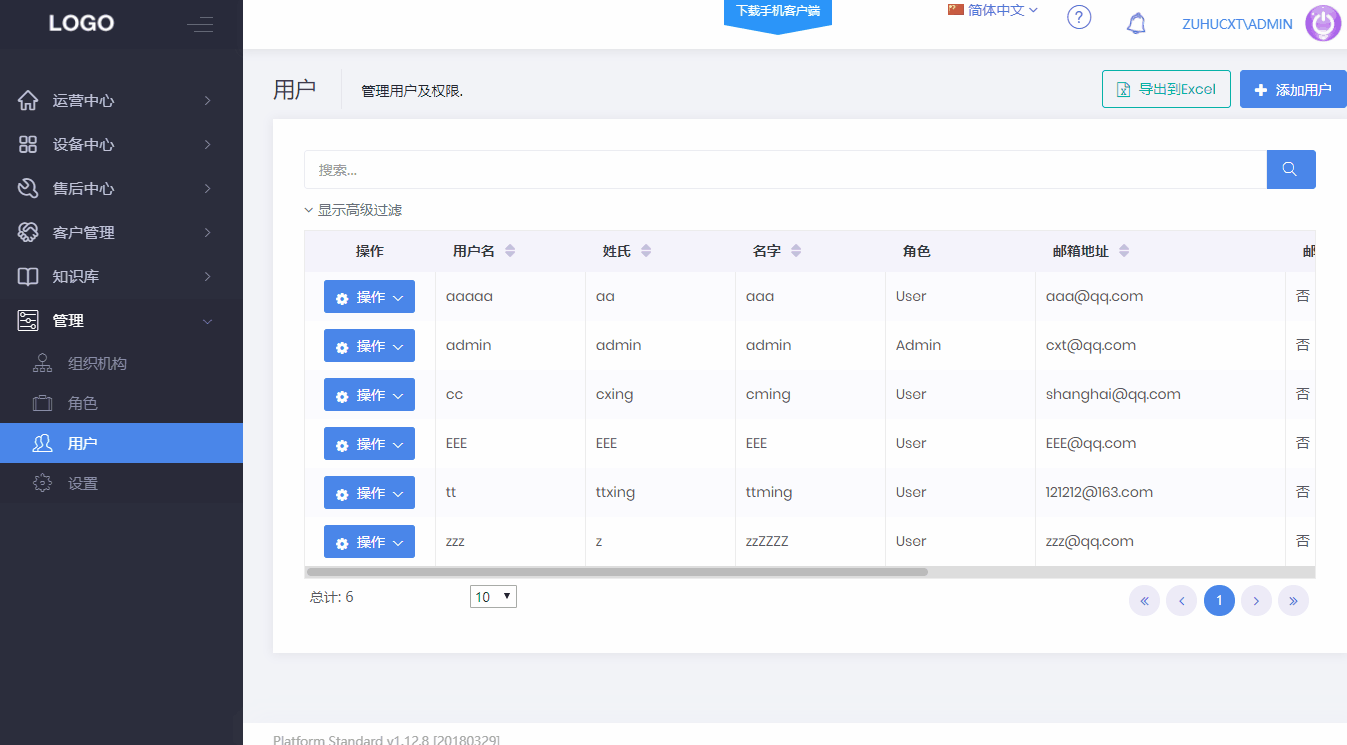 LOGO
下载手机客户端
简体中文
?
ZUHUCXT\ADMIN
运营中心
设备中心
售后中心
客户管理
知识库
管理
组织机构
角色
用户
设置
用户
管理用户及权限.
导出到Excel
添加用户
搜索...
显示高级过滤
操作 用户名 姓氏 名字 角色 邮箱地址
操作 aaaaa aa aaa User aaa@qq.com 否
操作 admin admin admin Admin cxt@qq.com 否
操作 cc cxing cming User shanghai@qq.com 否
操作 EEE EEE EEE User EEE@qq.com 否
操作 tt ttxing ttming User 121212@163.com 否
操作 zzz z zzZZZZ User zzz@qq.com 否
总计: 6
10
« ‹ 1 › »
Platform Standard v1.12.8 [20180329]